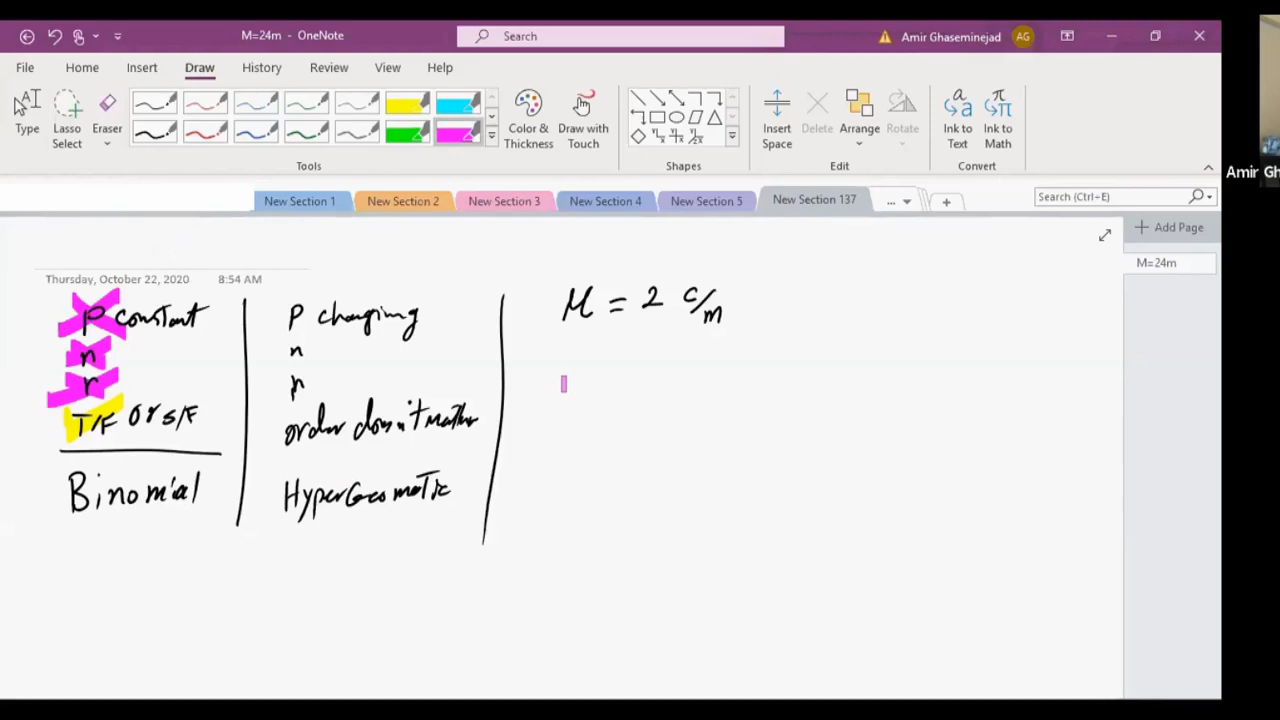 M=24m - OneNote
Search
Amir Ghaseminejad
AG
File Home Insert Draw History Review View Help
Type
Lasso Select
Eraser
Color & Thickness
Draw with Touch
Shapes
Insert Space
Delete
Arrange
Rotate
Ink to Text
Ink to Math
Tools
Edit
Convert
New Section 1 New Section 2 New Section 3 New Section 4 New Section 5 New Section 137 ...
Search (Ctrl+E)
Add Page
M=24m
Amir Gh
Thursday, October 22, 2020 8:54 AM
P constant
n
r
T/F or S/F
Binomial
P changing
n
r
order doesn't matter
HyperGeometic
M = 2 c/m